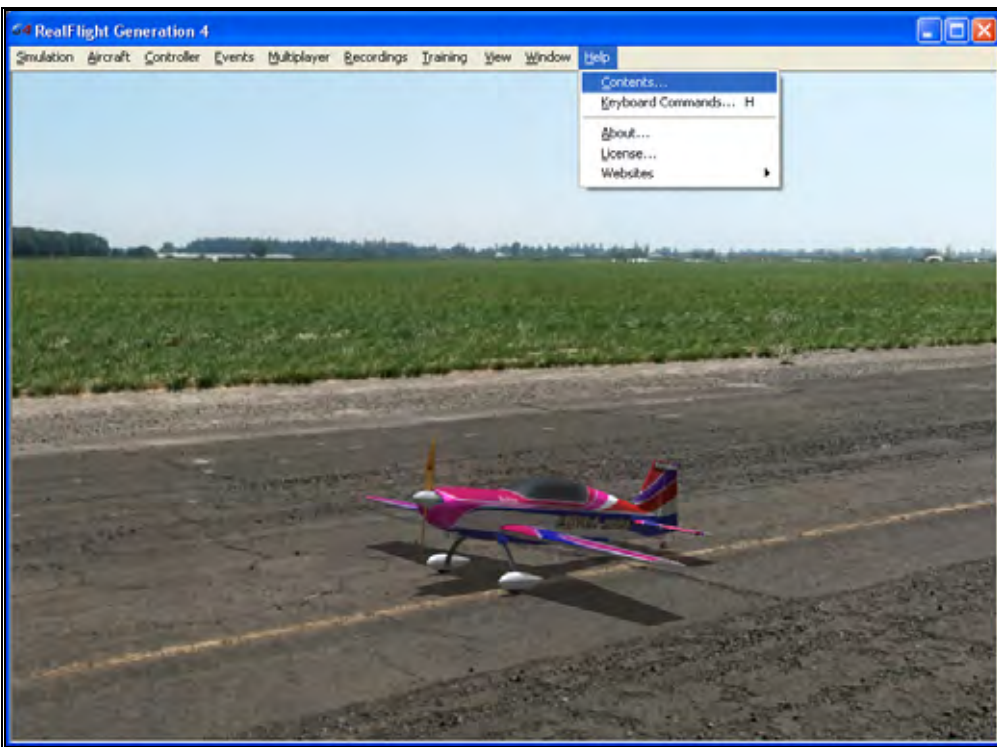 RealFlight Generation 4
Simulation Aircraft Controller Events Multiplayer Recordings Training View Window Help
Contents...
Keyboard Commands... H
About...
License...
Websites